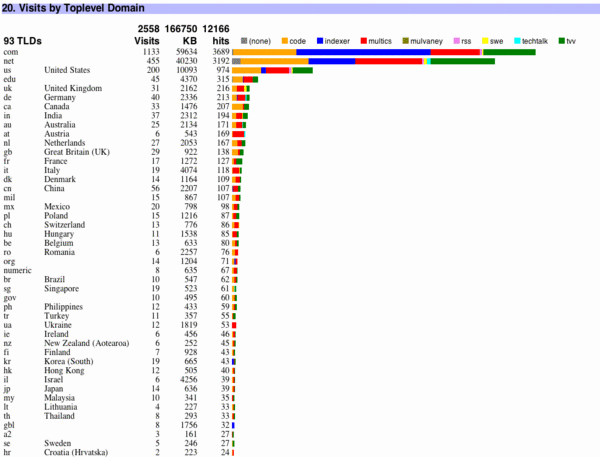 20. Visits by Toplevel Domain
2558 166750 12166
93 TLDs Visits KB hits (none) code indexer multics mulvaney rss swe techtalk tvv
com 1133 59634 3689
net 455 40230 3192
us United States 200 10093 974
edu 45 4370 315
uk United Kingdom 31 2162 216
de Germany 40 2336 213
ca Canada 33 1476 207
in India 37 2312 194
au Australia 25 2134 171
at Austria 6 543 169
nl Netherlands 27 2053 167
gb Great Britain (UK) 29 922 138
fr France 17 1272 127
it Italy 19 4074 118
dk Denmark 14 1164 109
cn China 56 2207 107
mil 15 867 107
mx Mexico 20 798 98
pl Poland 15 1216 87
ch Switzerland 13 776 86
hu Hungary 11 1538 85
be Belgium 13 633 80
ro Romania 6 2257 76
org 14 1204 71
numeric 8 635 67
br Brazil 10 547 62
sg Singapore 19 523 61
gov 10 495 60
ph Philippines 12 433 59
tr Turkey 11 357 55
ua Ukraine 12 1819 53
ie Ireland 6 456 46
nz New Zealand (Aotearoa) 6 252 45
fi Finland 7 928 43
kr Korea (South) 19 665 43
hk Hong Kong 12 505 40
il Israel 6 4256 39
jp Japan 14 636 39
my Malaysia 10 341 35
lt Lithuania 4 227 33
th Thailand 8 293 33
gbl 8 1756 32
a2 3 161 27
se Sweden 5 246 27
hr Croatia (Hrvatska) 2 223 24